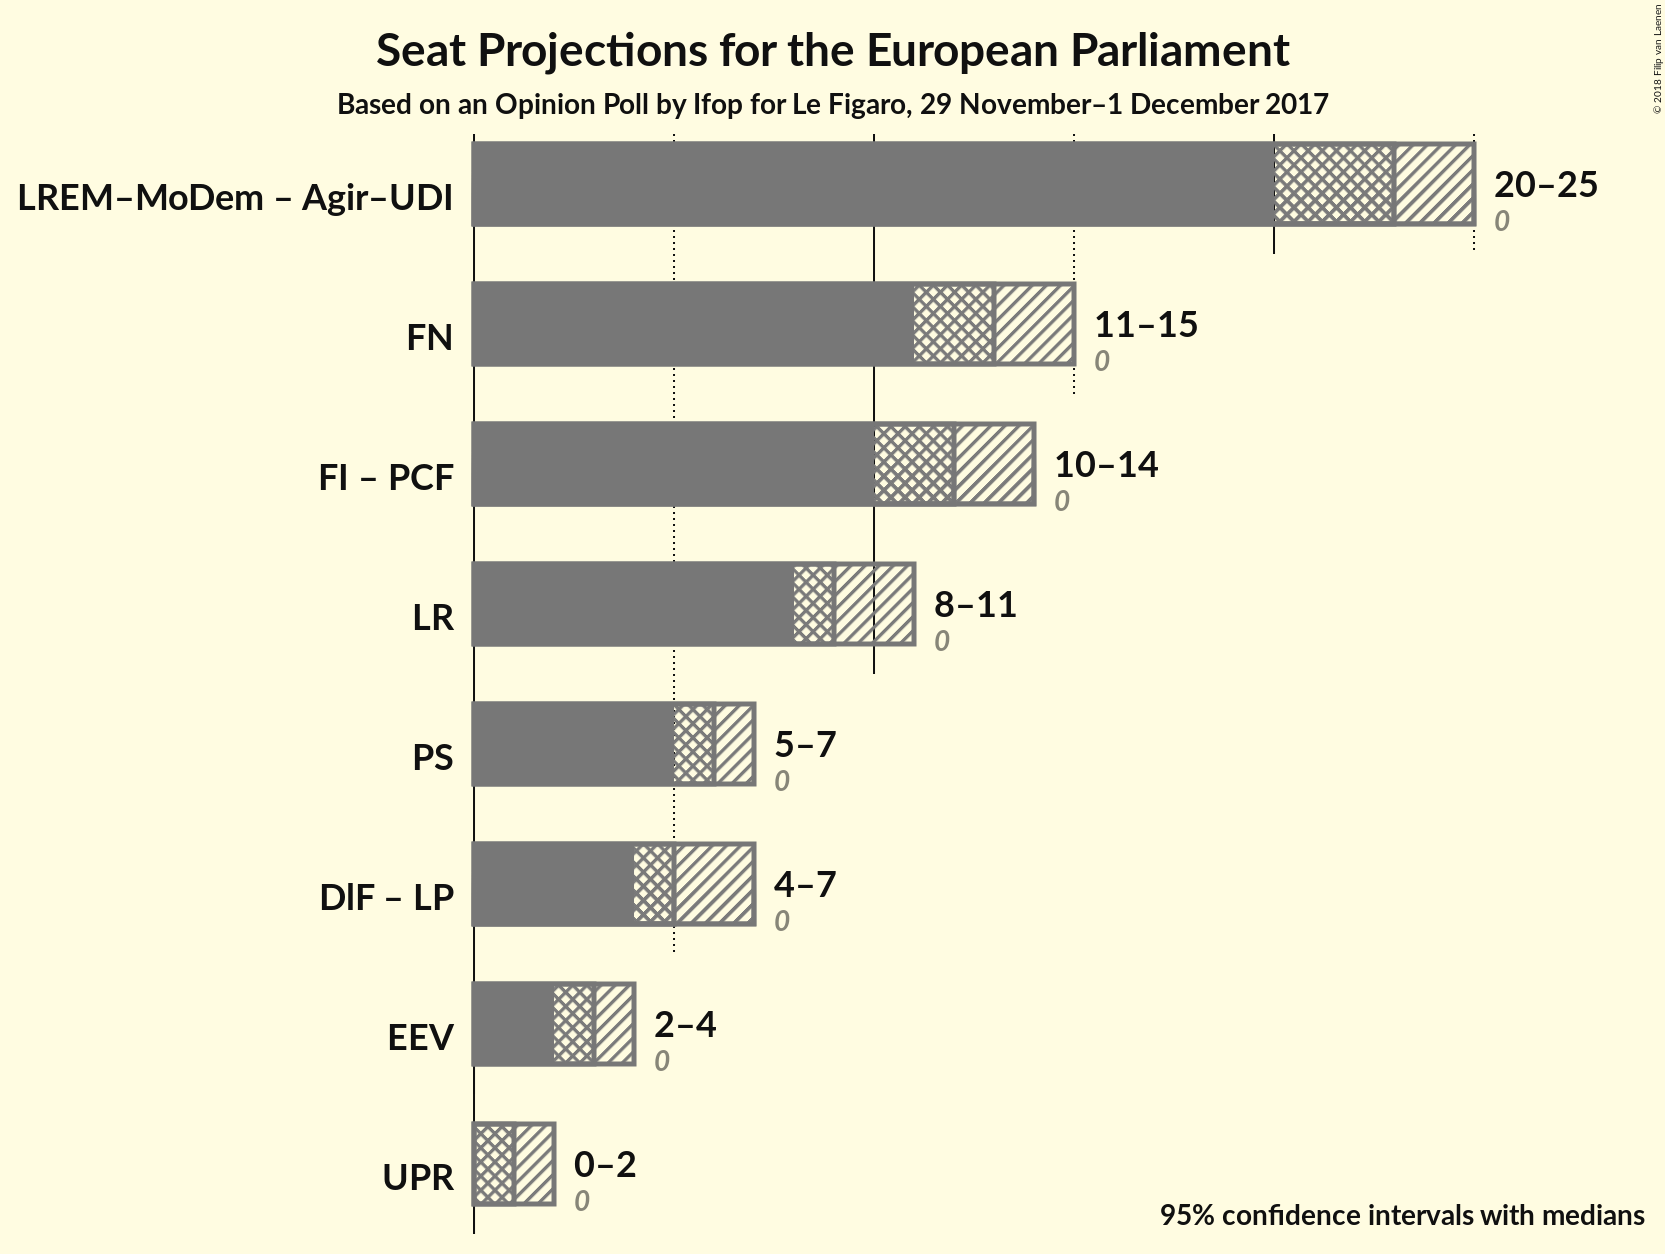 Seat Projections for the European Parliament
Based on an Opinion Poll by Ifop for Le Figaro, 29 November–1 December 2017
© 2018 Filip van Laenen
LREM–MoDem – Agir–UDI
20–25
0
FN
11–15
0
FI – PCF
10–14
0
LR
8–11
0
PS
5–7
0
DlF – LP
4–7
0
EEV
2–4
0
UPR
0–2
0
95% confidence intervals with medians